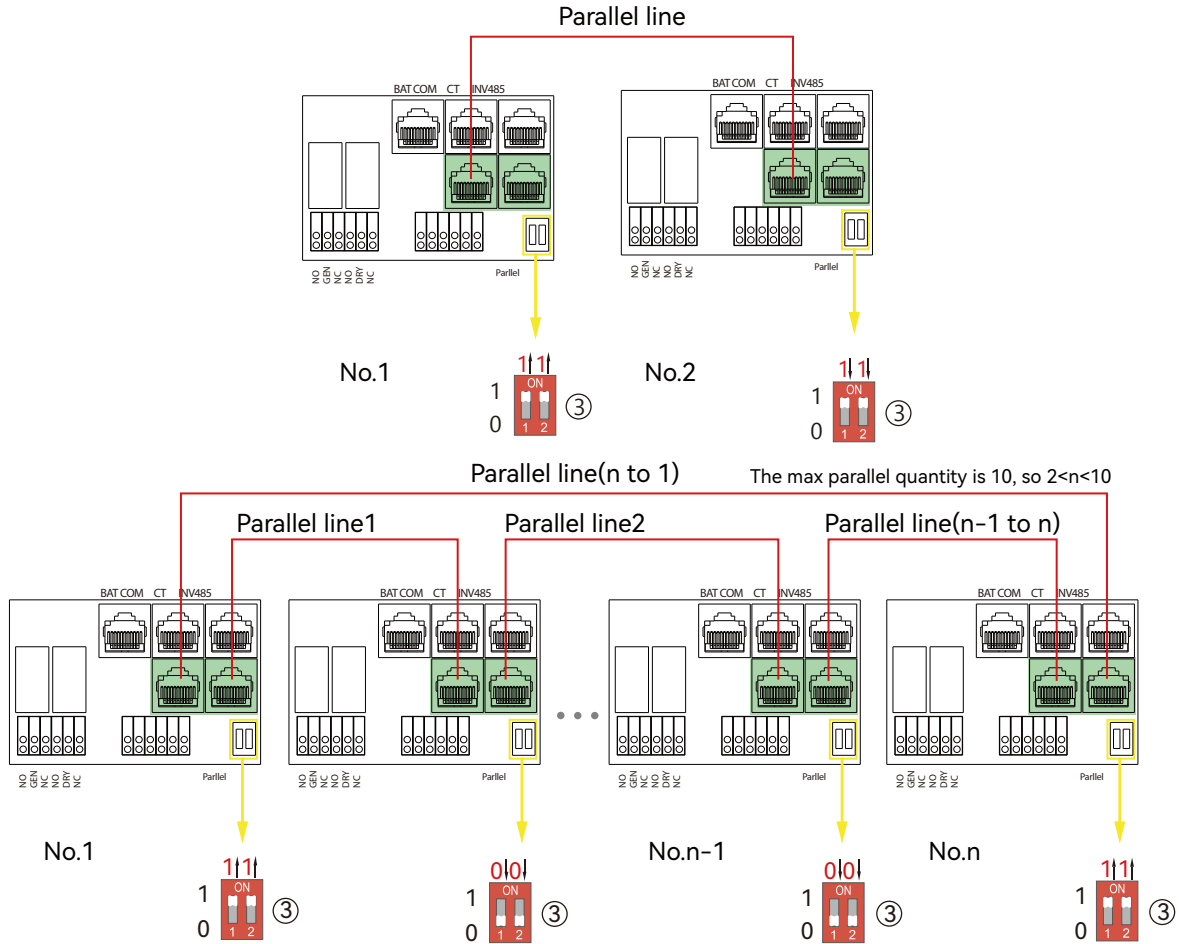 Parallel line
BAT COM CT INV485
BAT COM CT INV485
NO GEN NC NO DRY NC
Parllel
NO GEN NC NO DRY NC
Parllel
No.1
1 1
ON
1
0
1 2
③
No.2
1 1
ON
1
0
1 2
③
Parallel line(n to 1)
The max parallel quantity is 10, so 2<n<10
Parallel line1
Parallel line2
Parallel line(n-1 to n)
BAT COM CT INV485
BAT COM CT INV485
BAT COM CT INV485
BAT COM CT INV485
NO GEN NC NO DRY NC
Parllel
NO GEN NC NO DRY NC
Parllel
NO GEN NC NO DRY NC
Parllel
NO GEN NC NO DRY NC
Parllel
No.1
1 1
ON
1
0
1 2
③
0 0
ON
1
0
1 2
③
No.n-1
0 0
ON
1
0
1 2
③
No.n
1 1
ON
1
0
1 2
③